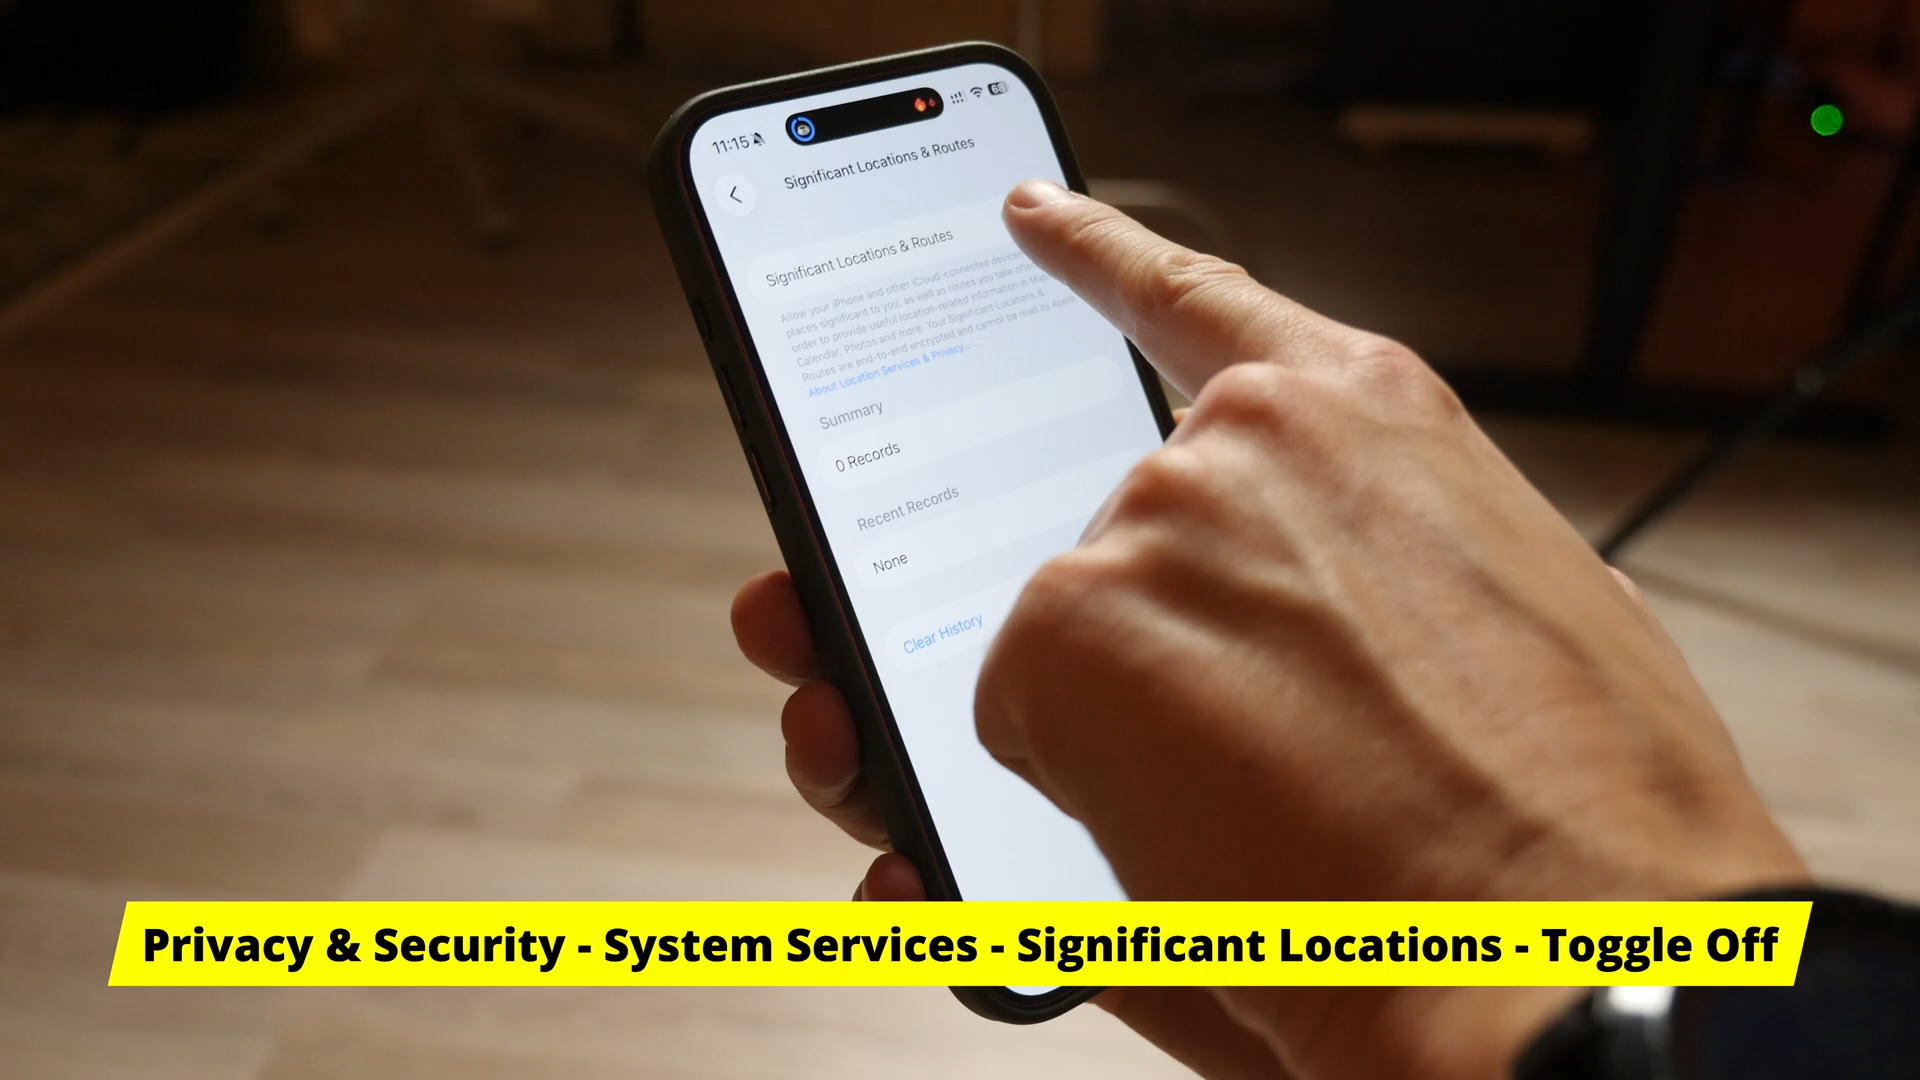 11:15
6
Significant Locations & Routes
Significant Locations & Routes
Allow your iPhone and other iCloud-connected devices
places significant to you, as well as routes you take often
order to provide useful location-related information in Maps
Calendar, Photos and more. Your Significant Locations &
Routes are end-to-end encrypted and cannot be read by Apple
About Location Services & Privacy...
Summary
0 Records
Recent Records
None
Clear History
Privacy & Security - System Services - Significant Locations - Toggle Off